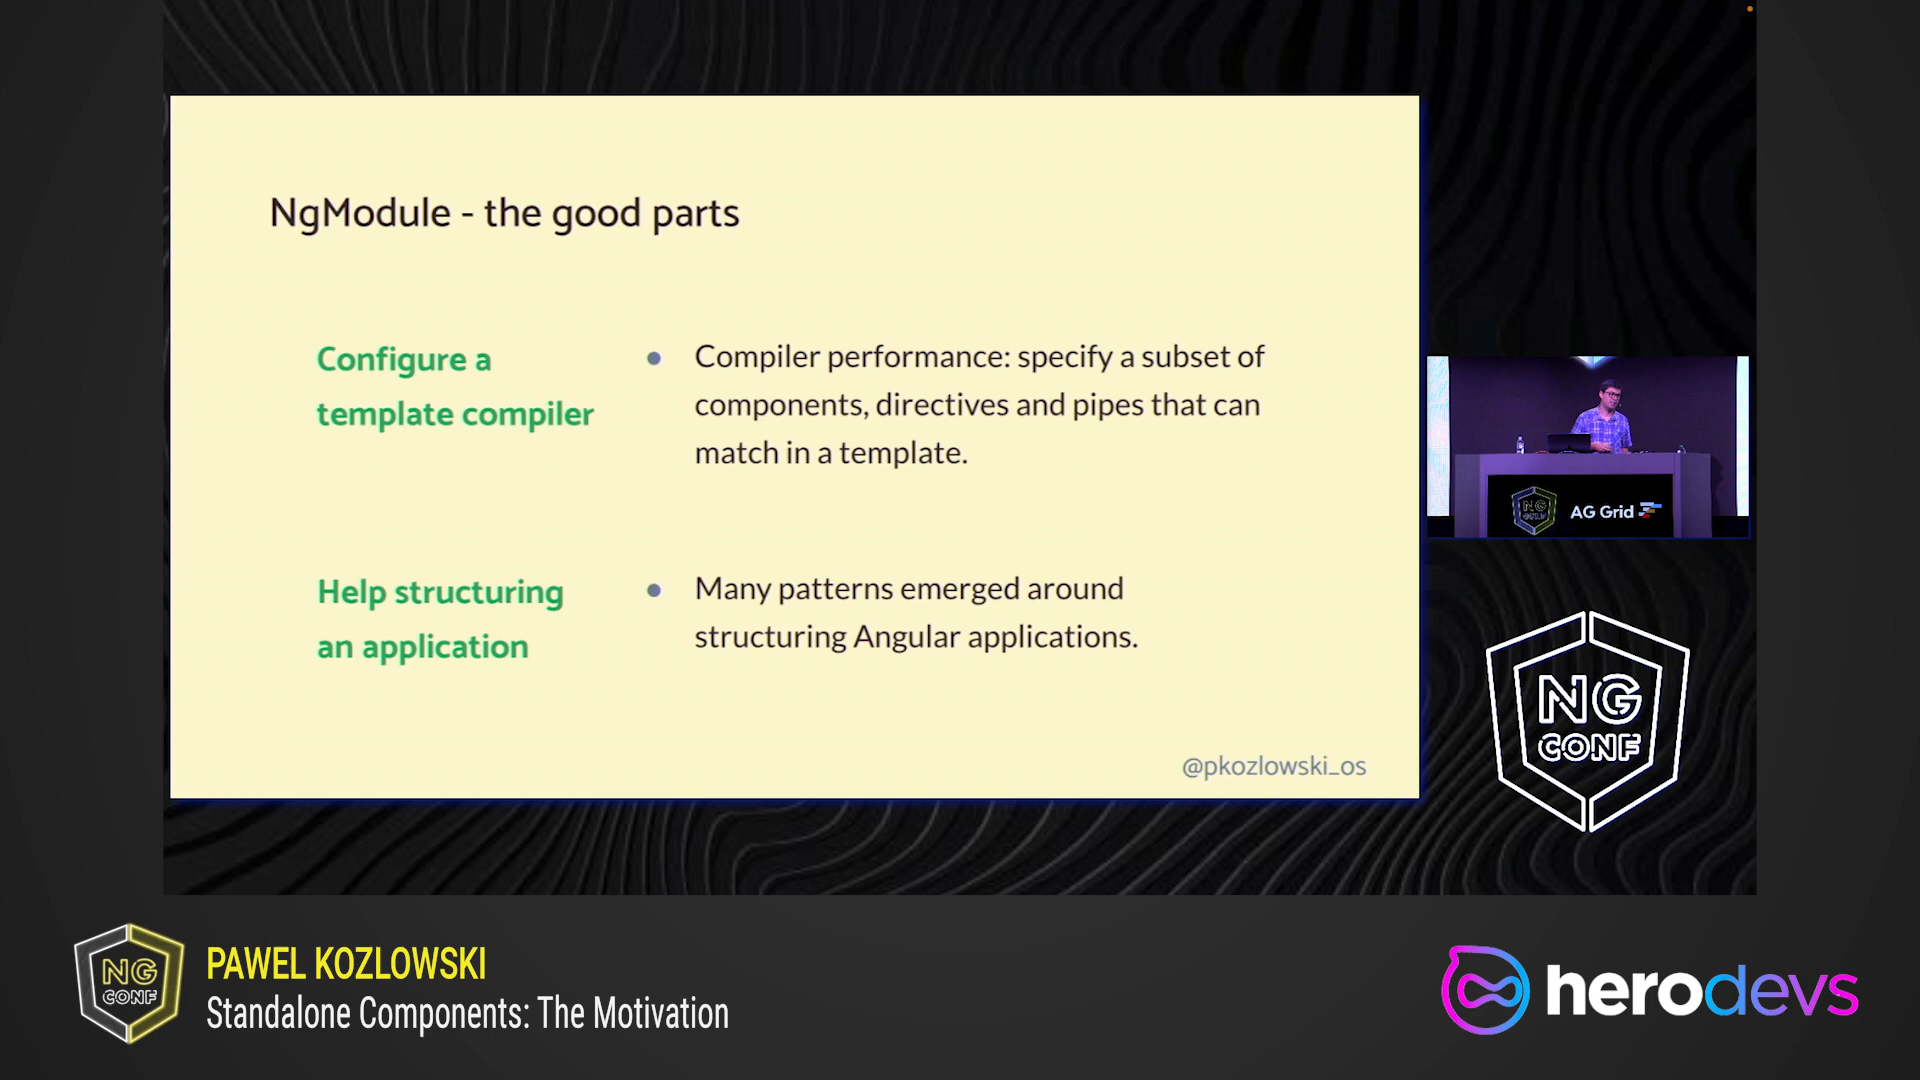 NgModule - the good parts
Configure a
template compiler
• Compiler performance: specify a subset of
components, directives and pipes that can
match in a template.
Help structuring
an application
• Many patterns emerged around
structuring Angular applications.
@pkozlowski_os
NG
CONF
AG Grid
NG
CONF
NG
CONF
PAWEL KOZLOWSKI
Standalone Components: The Motivation
herodevs